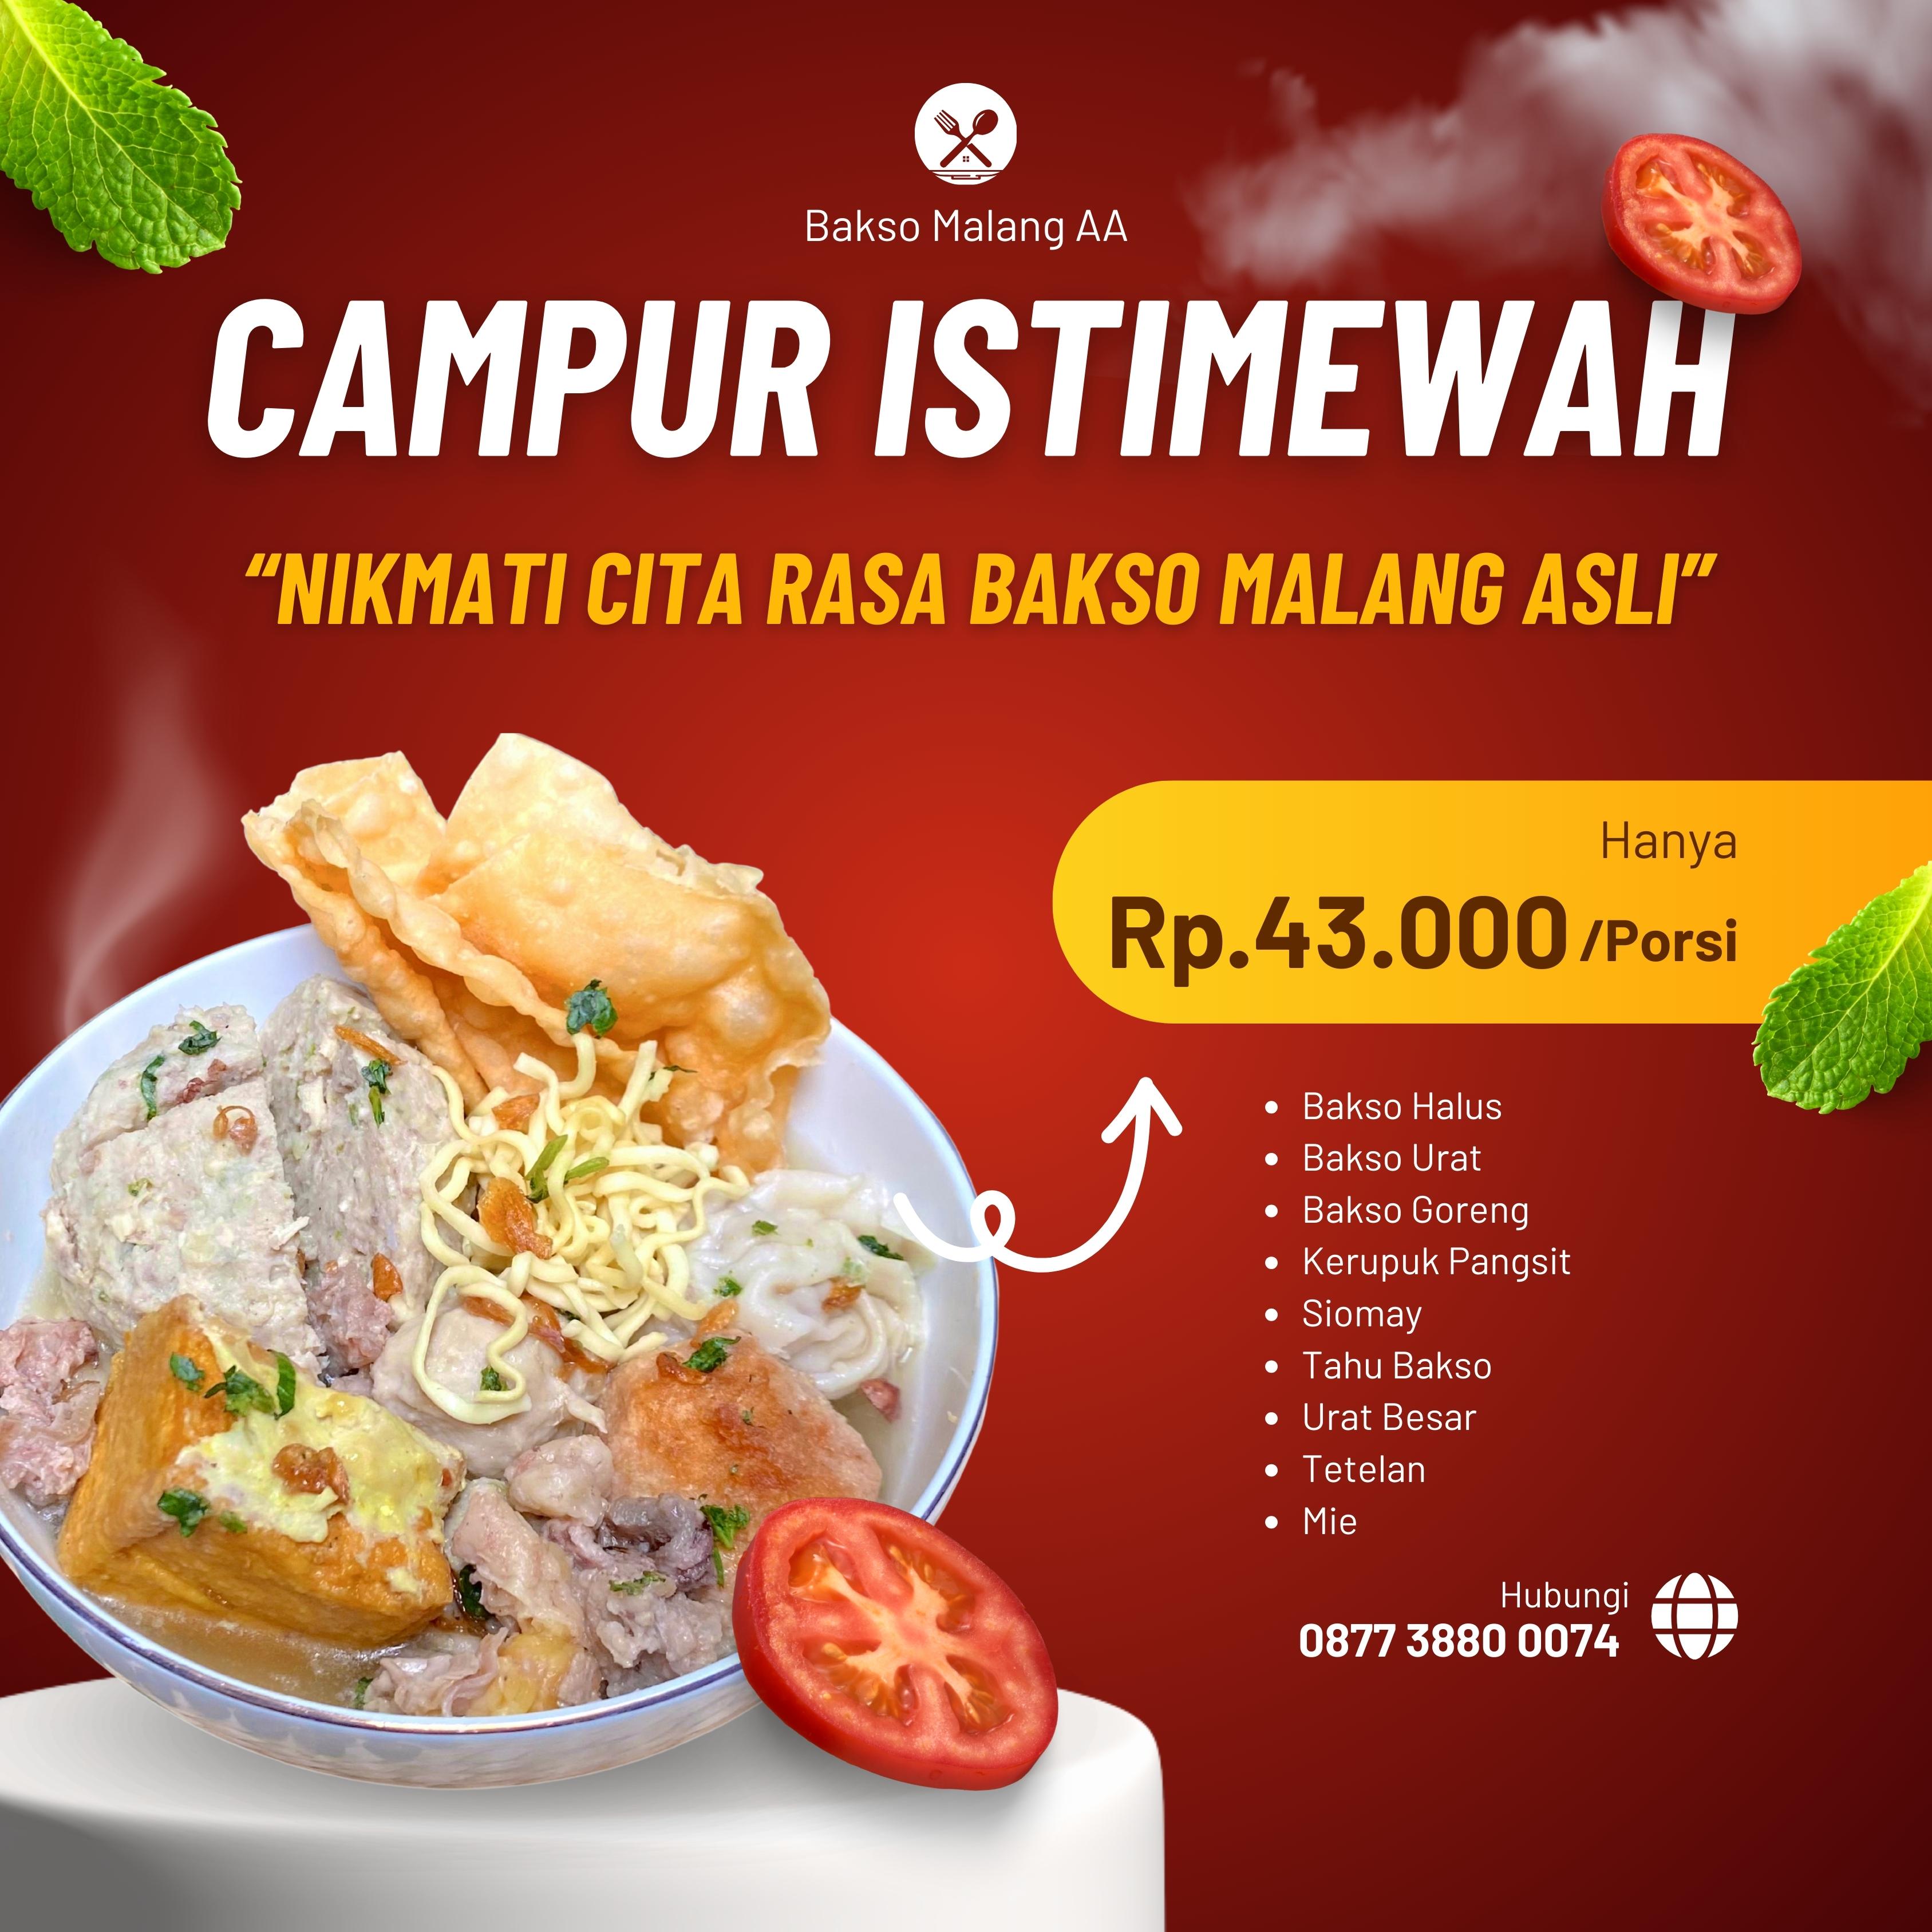 Bakso Malang AA
CAMPUR ISTIMEWAH
“NIKMATI CITA RASA BAKSO MALANG ASLI”
Hanya
Rp.43.000 /Porsi
• Bakso Halus
• Bakso Urat
• Bakso Goreng
• Kerupuk Pangsit
• Siomay
• Tahu Bakso
• Urat Besar
• Tetelan
• Mie
Hubungi
0877 3880 0074